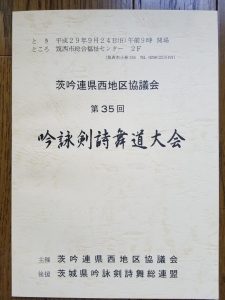 とき 平成29年9月24日(日)午前9時 開場
ところ 筑西市総合福祉センター 2F
茨吟連県西地区協議会
第35回
吟詠剣詩舞道大会
主催 茨吟連県西地区協議会
後援 茨城県吟詠剣詩舞総連盟